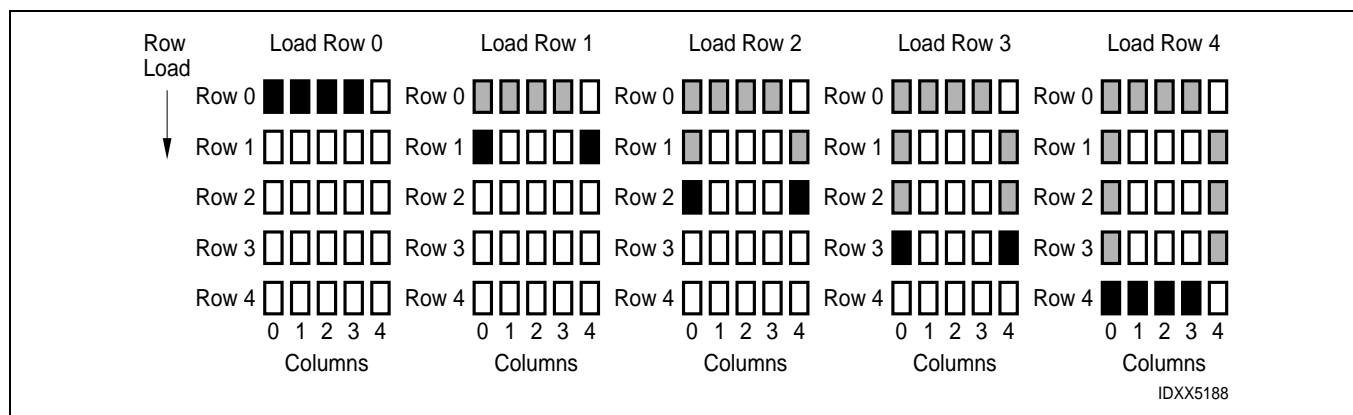 Row Load
Load Row 0 Load Row 1 Load Row 2 Load Row 3 Load Row 4
Row 0 Row 0 Row 0 Row 0 Row 0
Row 1 Row 1 Row 1 Row 1 Row 1
Row 2 Row 2 Row 2 Row 2 Row 2
Row 3 Row 3 Row 3 Row 3 Row 3
Row 4 Row 4 Row 4 Row 4 Row 4
0 1 2 3 4 0 1 2 3 4 0 1 2 3 4 0 1 2 3 4 0 1 2 3 4
Columns Columns Columns Columns Columns
IDXX5188